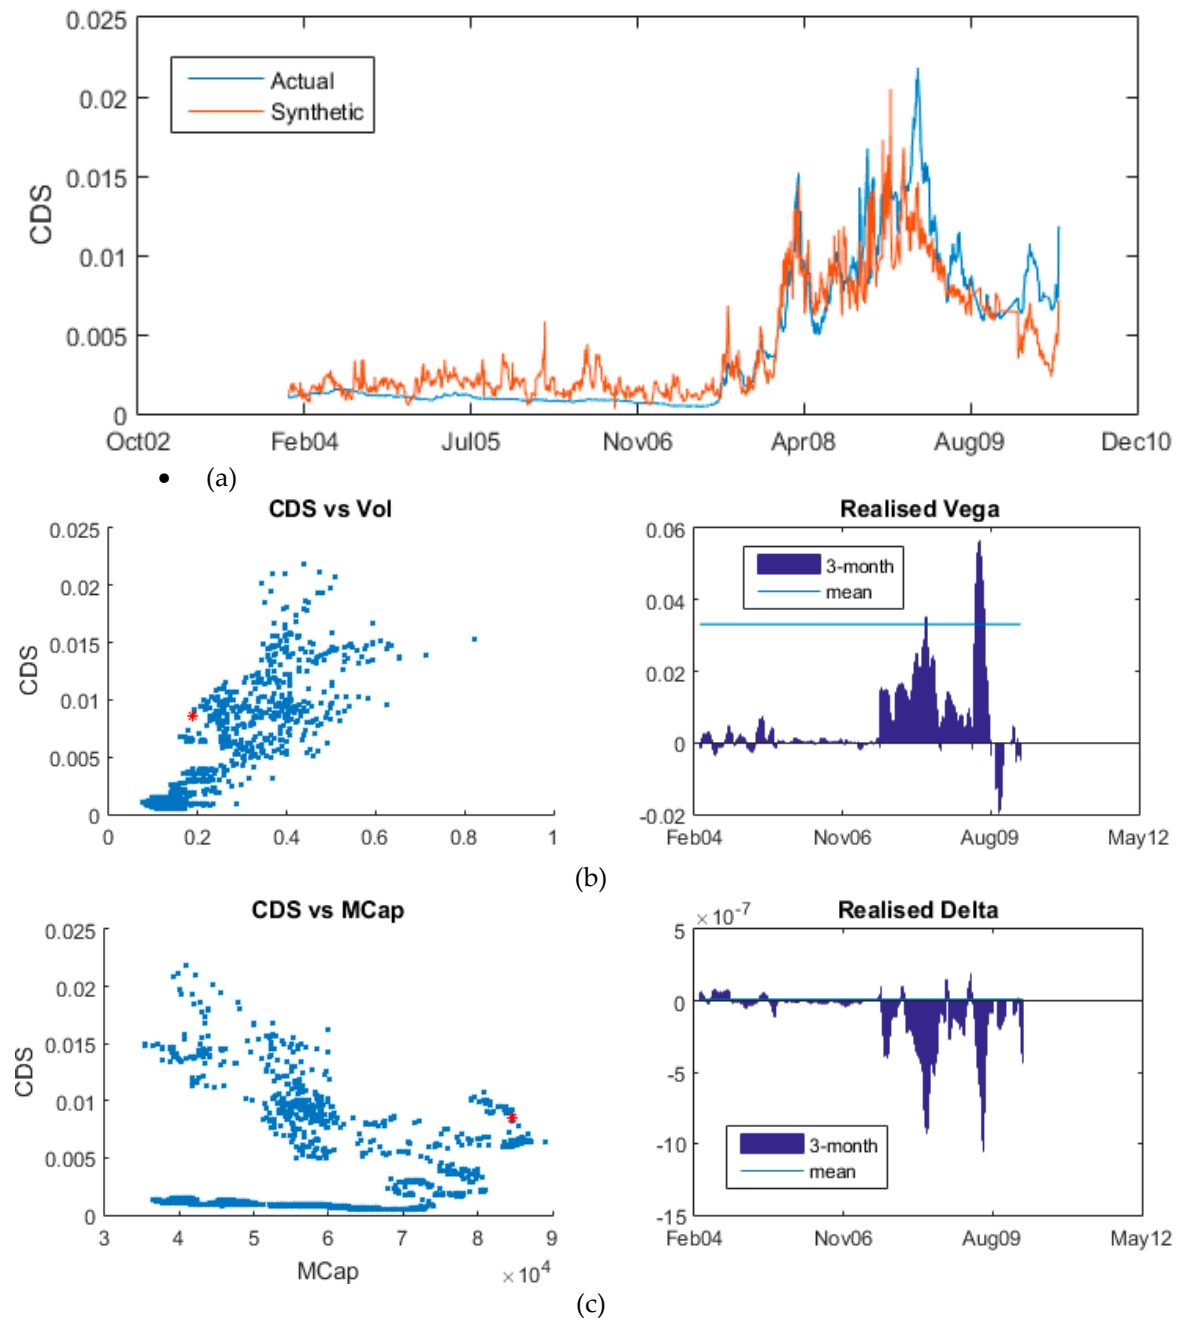 0.025
0.02
0.015
0.01
0.005
0
CDS
Actual
Synthetic
Oct02 Feb04 Jul05 Nov06 Apr08 Aug09 Dec10
• (a)
CDS vs Vol
0.025
0.02
0.015
0.01
0.005
0
CDS
0 0.2 0.4 0.6 0.8 1
Realised Vega
0.06
0.04
0.02
0
-0.02
3-month
mean
Feb04 Nov06 Aug09 May12
(b)
CDS vs MCap
0.025
0.02
0.015
0.01
0.005
0
CDS
3 4 5 6 7 8 9
MCap ×10^4
Realised Delta
×10^-7
5
0
-5
-10
-15
3-month
mean
Feb04 Nov06 Aug09 May12
(c)